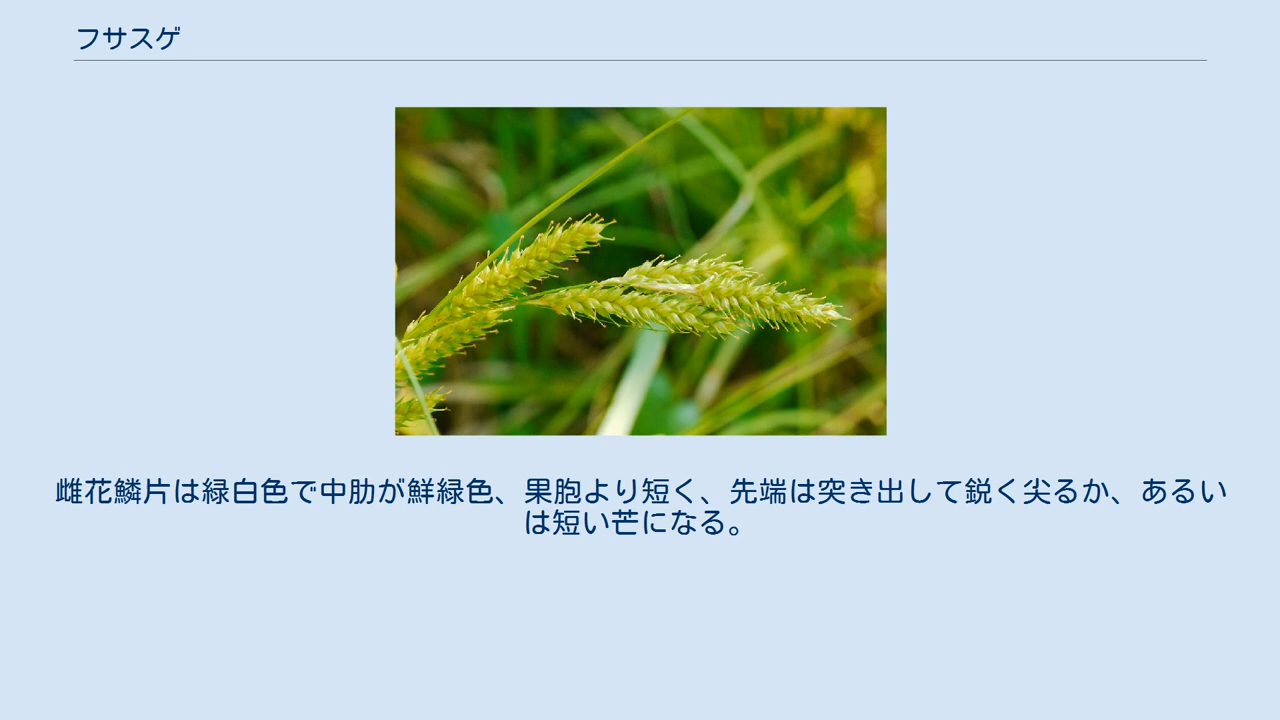 フサスゲ
雌花鱗片は緑白色で中肋が鮮緑色、果胞より短く、先端は突き出して鋭く尖るか、あるい
は短い芒になる。